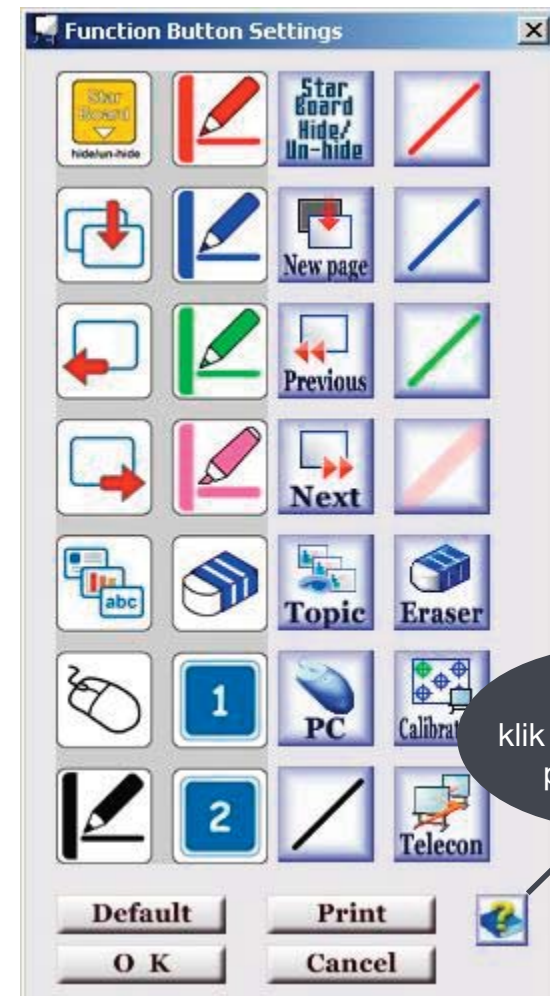 Function Button Settings
Star
Board
hide/un-hide
Star
Board
Hide/
Un-hide
New page
Previous
Next
abc
Topic
Eraser
1
PC
klik
2
Telecon
Default
Print
O K
Cancel